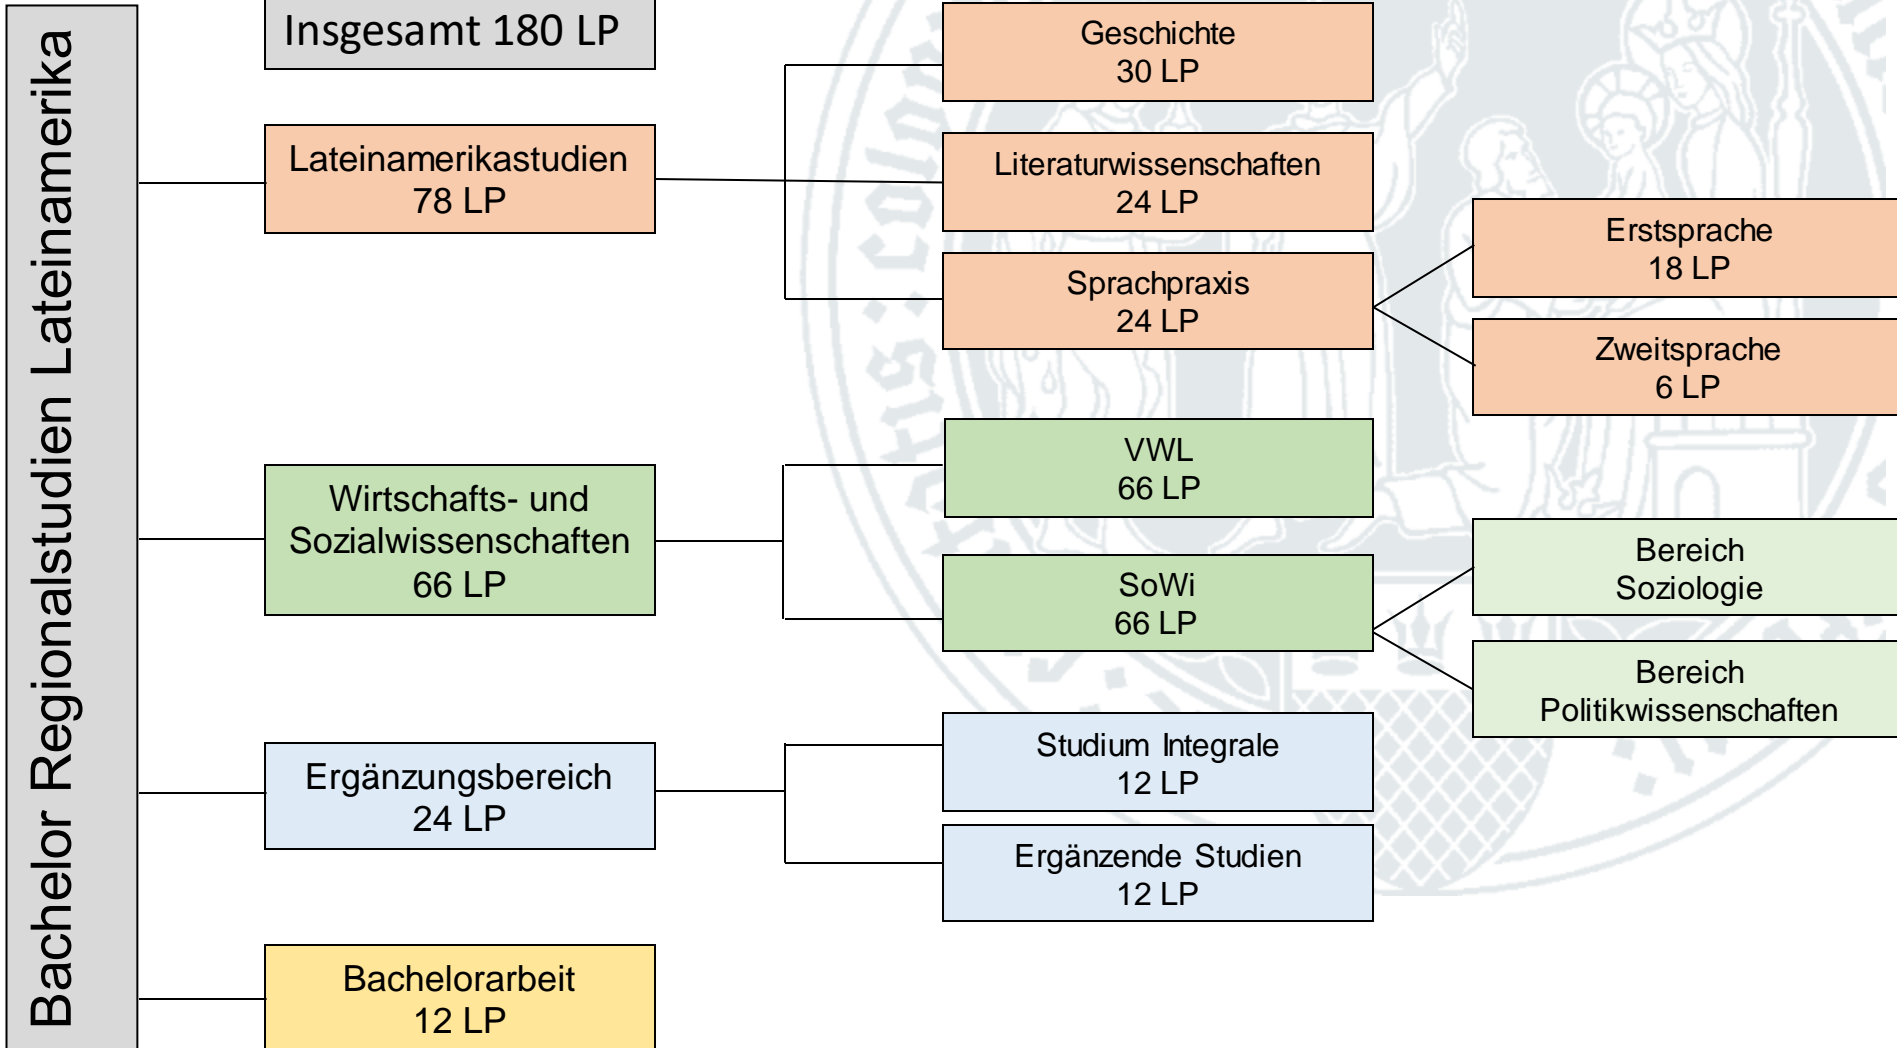 Bachelor Regionalstudien Lateinamerika
Insgesamt 180 LP
Lateinamerikastudien
78 LP
Geschichte
30 LP
Literaturwissenschaften
24 LP
Sprachpraxis
24 LP
Erstsprache
18 LP
Zweitsprache
6 LP
Wirtschafts- und
Sozialwissenschaften
66 LP
VWL
66 LP
SoWi
66 LP
Bereich
Soziologie
Bereich
Politikwissenschaften
Ergänzungsbereich
24 LP
Studium Integrale
12 LP
Ergänzende Studien
12 LP
Bachelorarbeit
12 LP